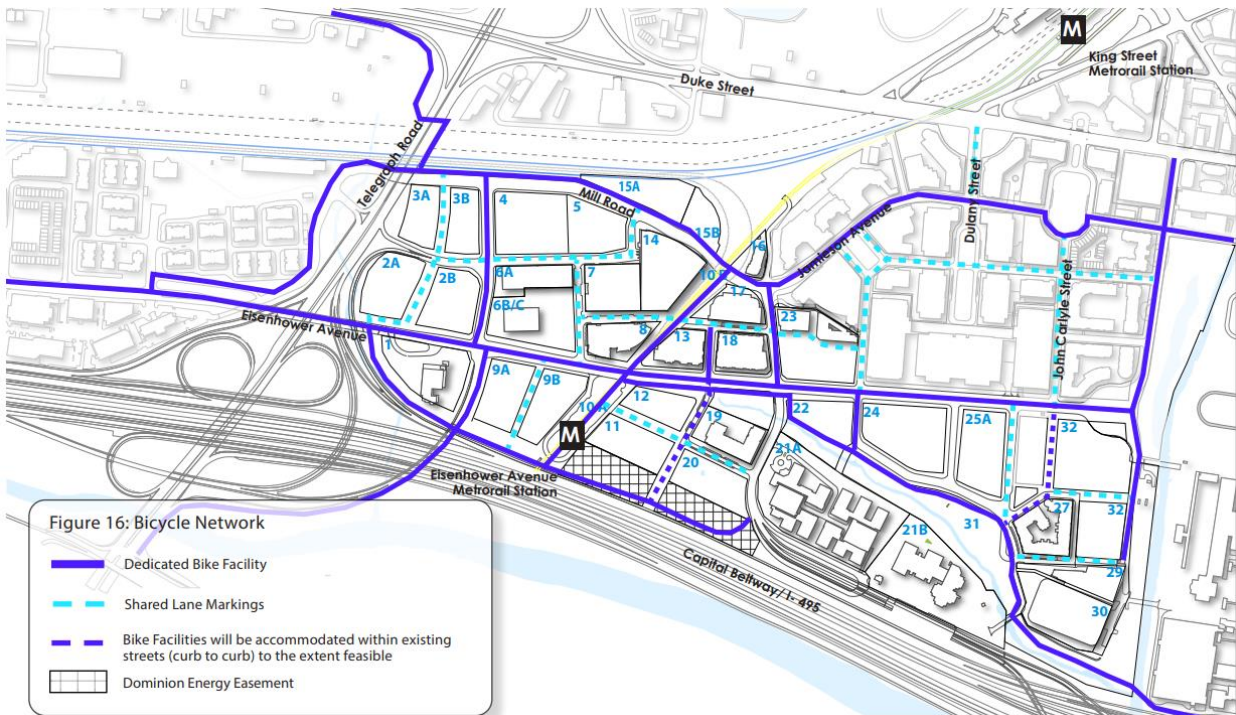 M
King Street
Metrorail Station
Duke Street
Telegraph Road
15A
3A
3B
4
5
Mill Road
14
15B
16
Jamieson Avenue
Dulany Street
John Carlyle Street
2A
2B
6A
7
10
17
6B/C
8
23
Eisenhower Avenue
1
13
18
9A
9B
12
10A
11
19
22
24
25A
32
M
20
21A
Eisenhower Avenue
Metrorail Station
27
32
31
21B
29
30
Capital Beltway/ I- 495
Figure 16: Bicycle Network
Dedicated Bike Facility
Shared Lane Markings
Bike Facilities will be accommodated within existing
streets (curb to curb) to the extent feasible
Dominion Energy Easement